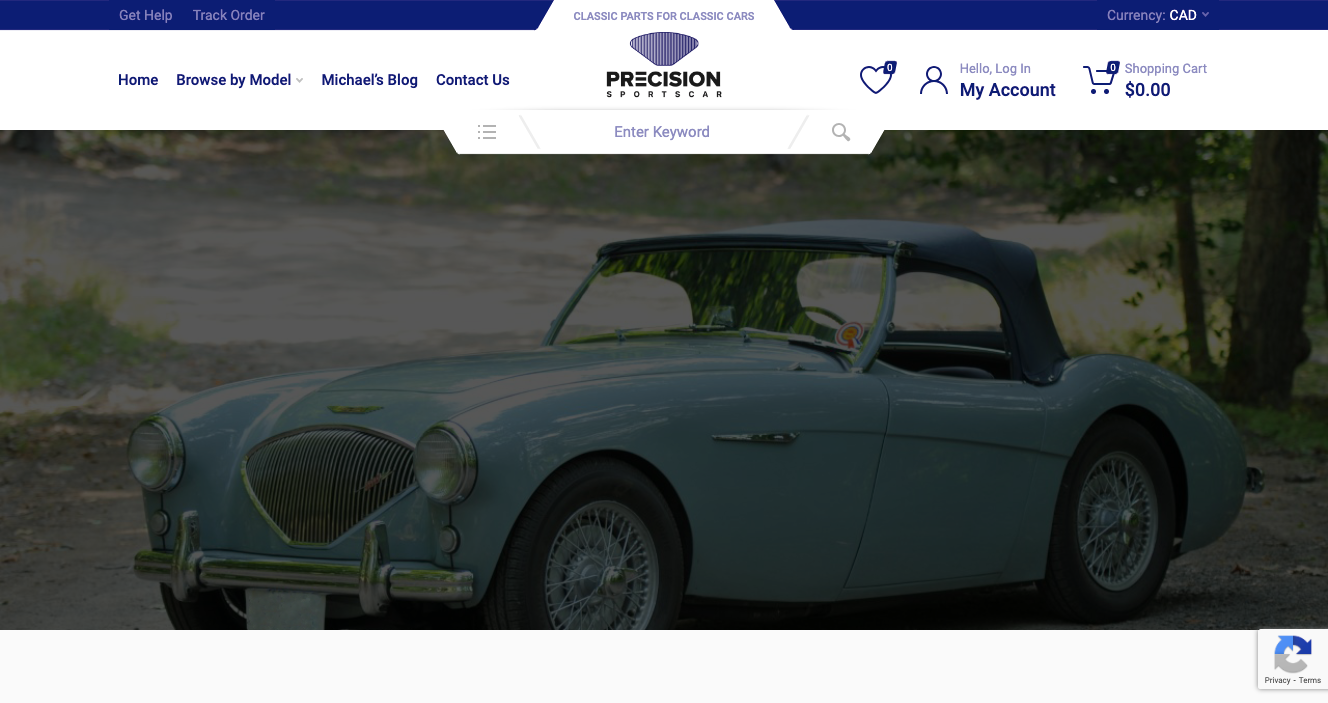 Get Help Track Order
CLASSIC PARTS FOR CLASSIC CARS
Currency: CAD
Home Browse by Model Michael's Blog Contact Us
PRECISION
SPORTSCAR
0
Hello, Log In
My Account
0
Shopping Cart
$0.00
Enter Keyword
Privacy - Terms